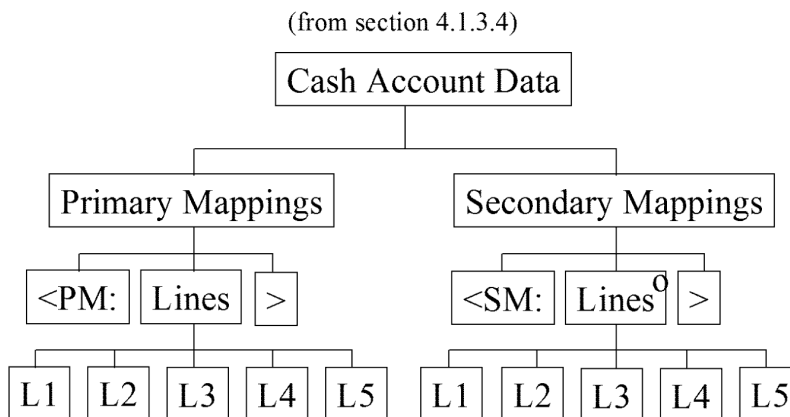 (from section 4.1.3.4)
Cash Account Data
Primary Mappings Secondary Mappings
<PM: Lines > <SM: Lines o >
L1 L2 L3 L4 L5 L1 L2 L3 L4 L5